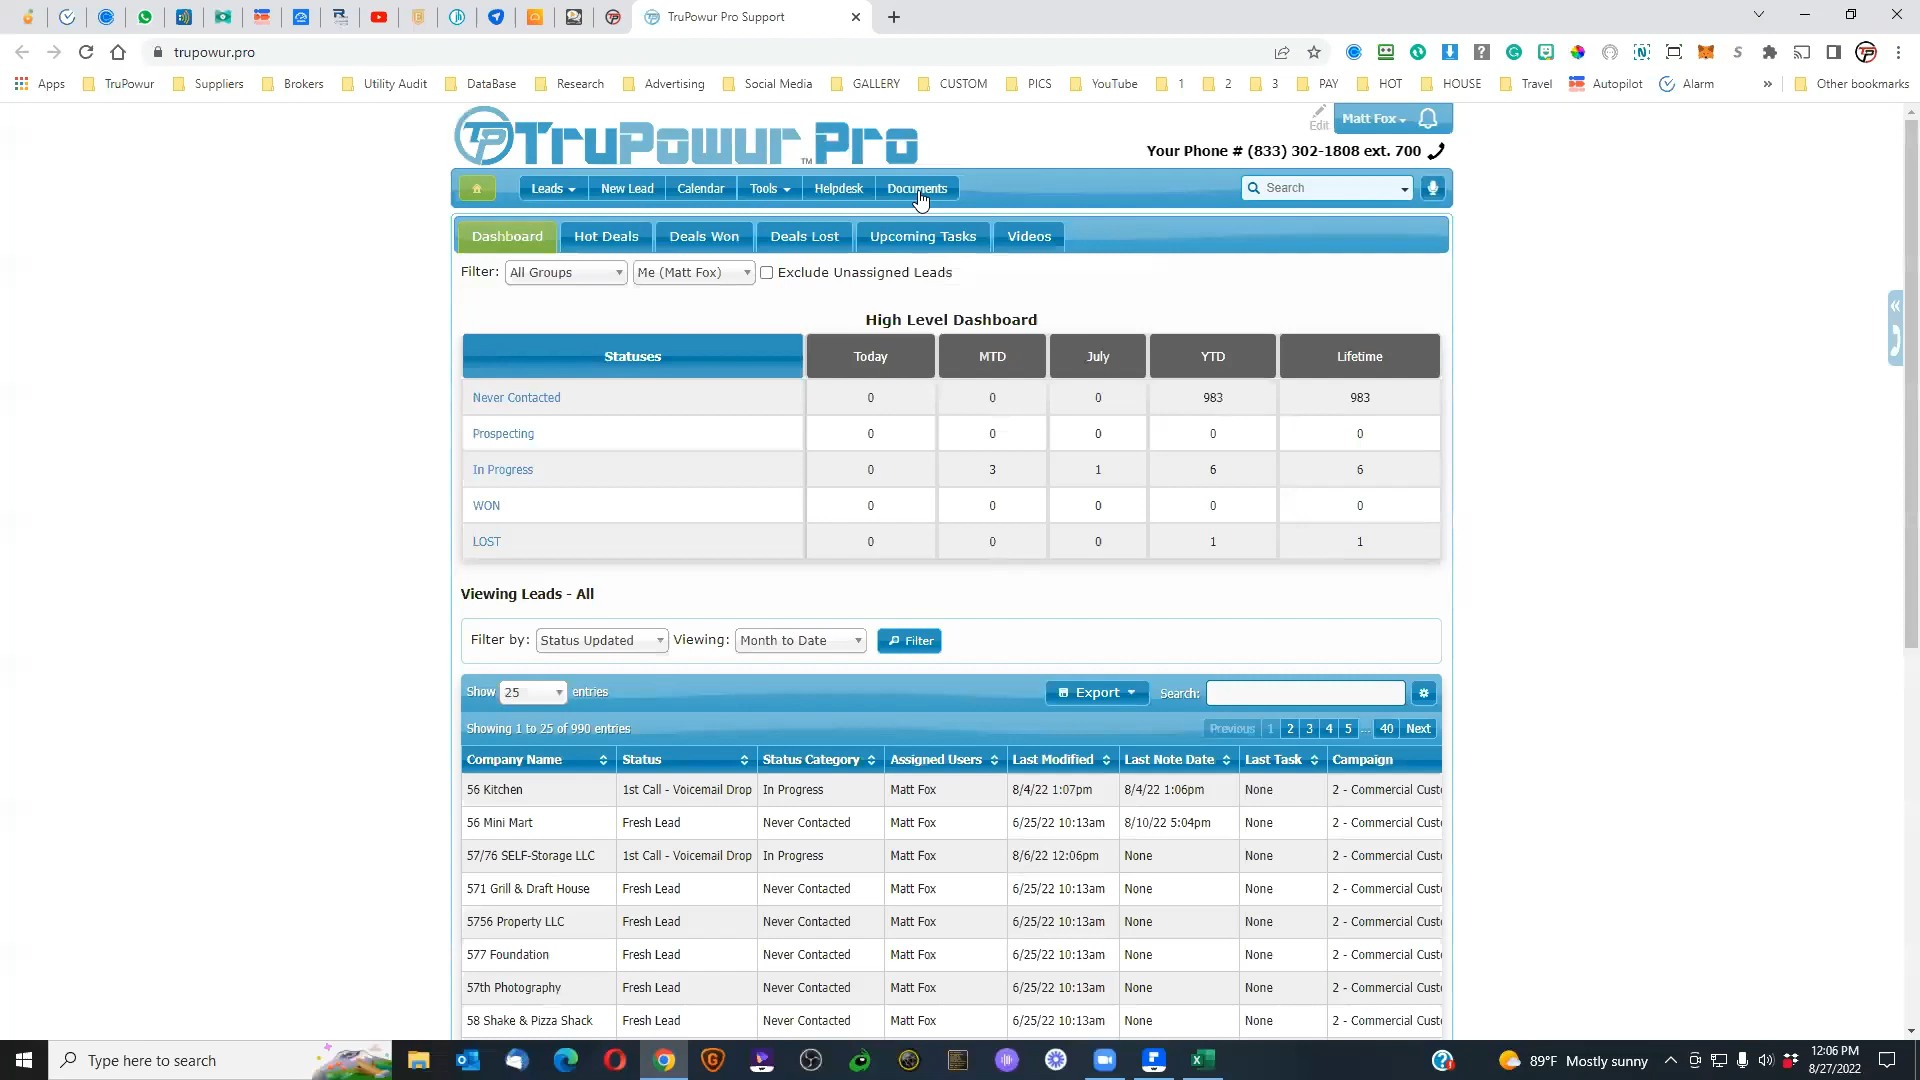 TruPowur Pro Support
trupowur.pro
Apps TruPowur Suppliers Brokers Utility Audit DataBase Research Advertising Social Media GALLERY CUSTOM PICS YouTube 1 2 3 PAY HOT HOUSE Travel Autopilot Alarm » Other bookmarks
TP TruPowur™.Pro
Edit
Matt Fox
Your Phone # (833) 302-1808 ext. 700
Leads New Lead Calendar Tools Helpdesk Documents
Search
Dashboard Hot Deals Deals Won Deals Lost Upcoming Tasks Videos
Filter: All Groups Me (Matt Fox) Exclude Unassigned Leads
High Level Dashboard
Statuses Today MTD July YTD Lifetime
Never Contacted 0 0 0 983 983
Prospecting 0 0 0 0 0
In Progress 0 3 1 6 6
WON 0 0 0 0 0
LOST 0 0 0 1 1
Viewing Leads - All
Filter by: Status Updated Viewing: Month to Date Filter
Show 25 entries Export Search:
Showing 1 to 25 of 990 entries Previous 1 2 3 4 5 ... 40 Next
Company Name Status Status Category Assigned Users Last Modified Last Note Date Last Task Campaign
56 Kitchen 1st Call - Voicemail Drop In Progress Matt Fox 8/4/22 1:07pm 8/4/22 1:06pm None 2 - Commercial Custo
56 Mini Mart Fresh Lead Never Contacted Matt Fox 6/25/22 10:13am 8/10/22 5:04pm None 2 - Commercial Custo
57/76 SELF-Storage LLC 1st Call - Voicemail Drop In Progress Matt Fox 8/6/22 12:06pm None None 2 - Commercial Custo
571 Grill & Draft House Fresh Lead Never Contacted Matt Fox 6/25/22 10:13am None None 2 - Commercial Custo
5756 Property LLC Fresh Lead Never Contacted Matt Fox 6/25/22 10:13am None None 2 - Commercial Custo
577 Foundation Fresh Lead Never Contacted Matt Fox 6/25/22 10:13am None None 2 - Commercial Custo
57th Photography Fresh Lead Never Contacted Matt Fox 6/25/22 10:13am None None 2 - Commercial Custo
58 Shake & Pizza Shack Fresh Lead Never Contacted Matt Fox 6/25/22 10:13am None None 2 - Commercial Custo
Type here to search
89°F Mostly sunny
12:06 PM
8/27/2022